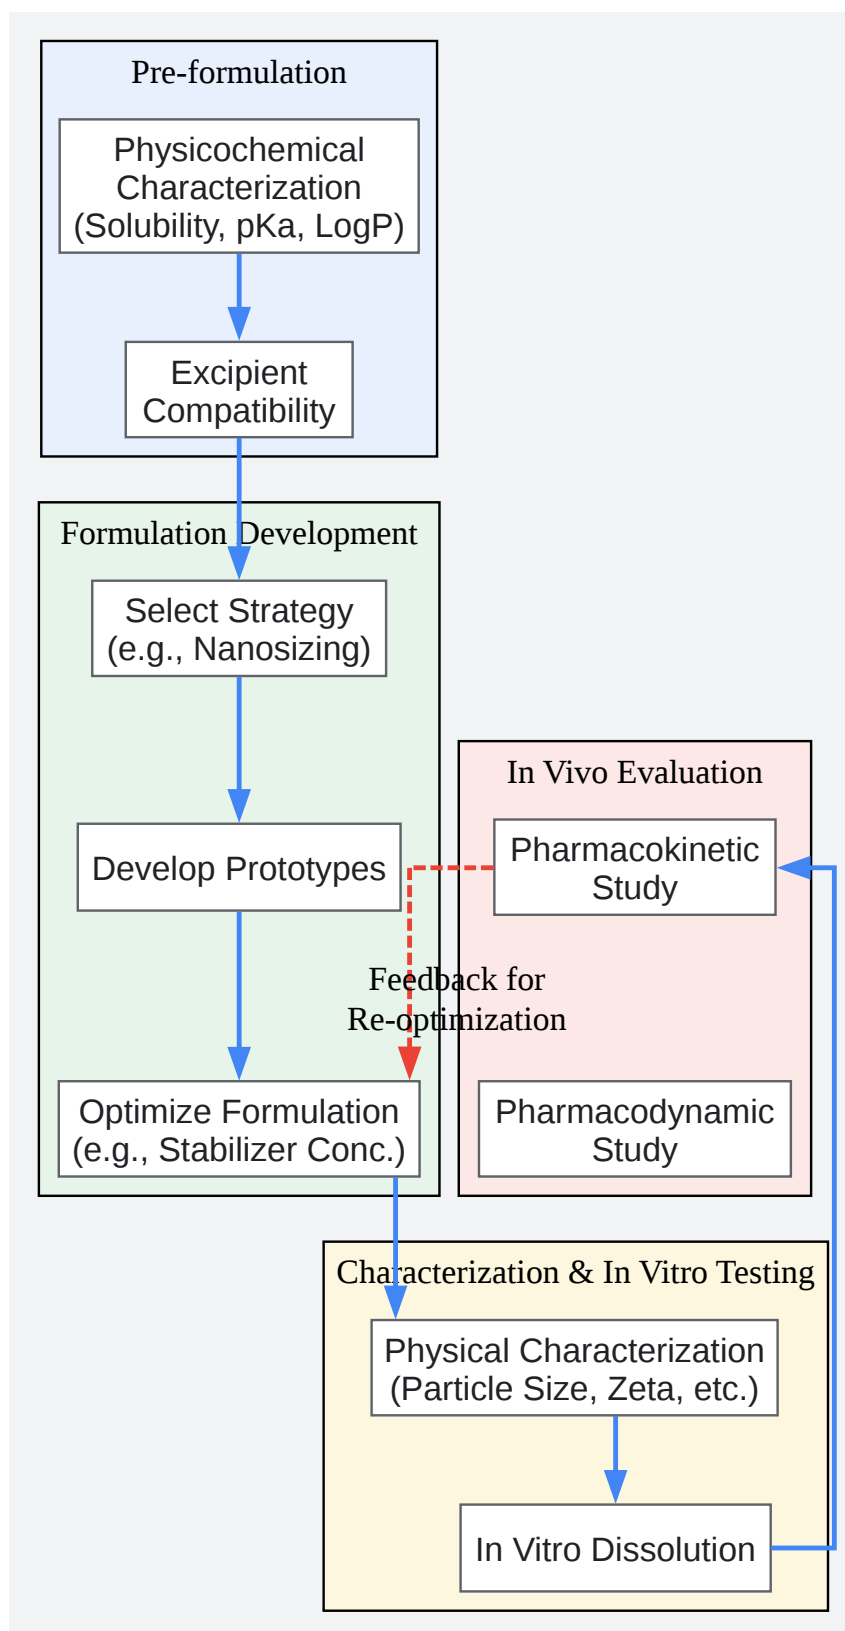 Pre-formulation
Physicochemical
Characterization
(Solubility, pKa, LogP)
Excipient
Compatibility
Formulation Development
Select Strategy
(e.g., Nanosizing)
Develop Prototypes
In Vivo Evaluation
Pharmacokinetic
Study
Feedback for
Re-optimization
Optimize Formulation
(e.g., Stabilizer Conc.)
Pharmacodynamic
Study
Characterization & In Vitro Testing
Physical Characterization
(Particle Size, Zeta, etc.)
In Vitro Dissolution